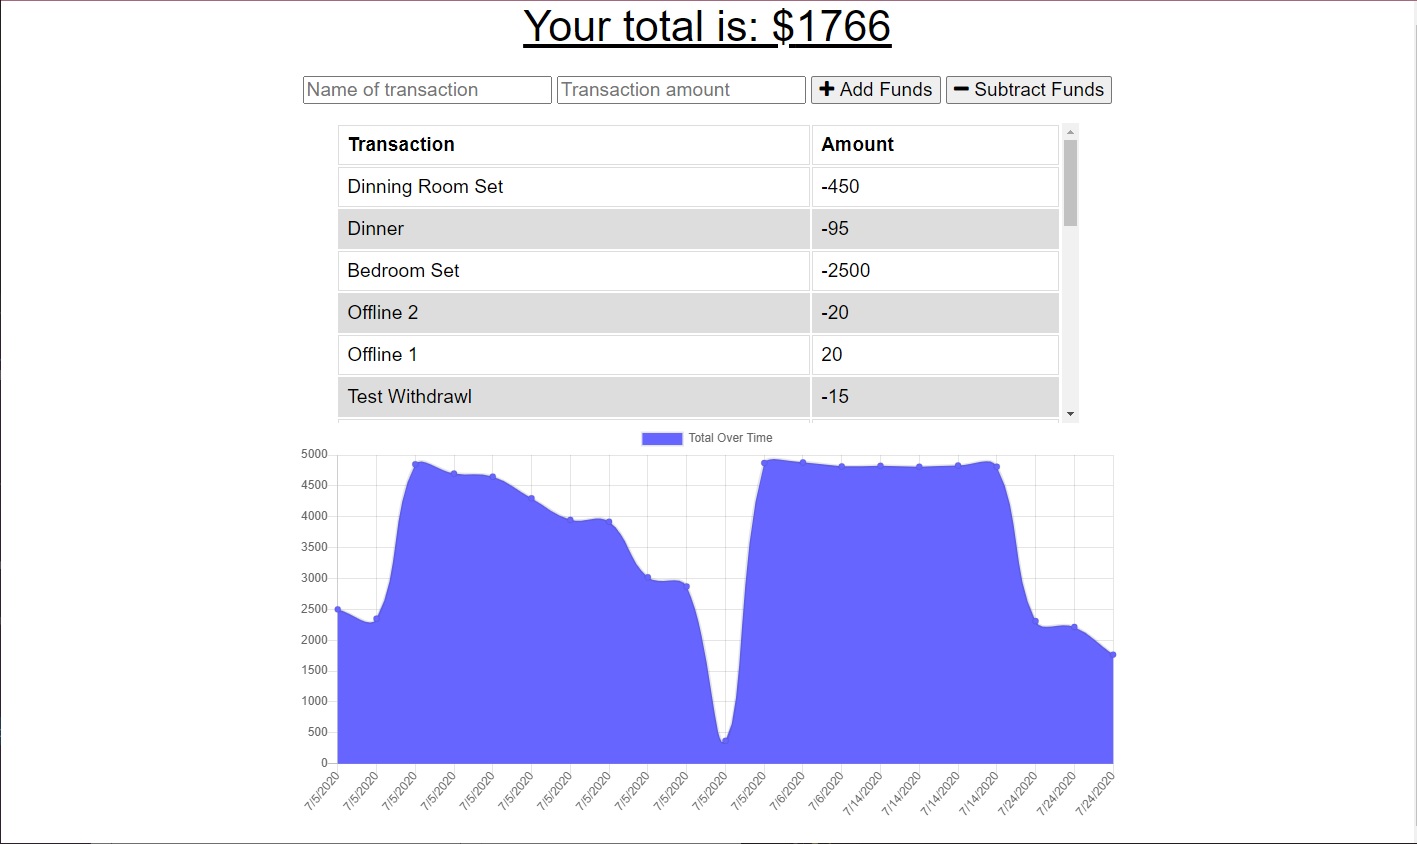 Your total is: $1766
Name of transaction Transaction amount Add Funds Subtract Funds
Transaction Amount
Dinning Room Set -450
Dinner -95
Bedroom Set -2500
Offline 2 -20
Offline 1 20
Test Withdrawl -15
Total Over Time
5000
4500
4000
3500
3000
2500
2000
1500
1000
500
0
7/5/2020 7/5/2020 7/5/2020 7/5/2020 7/5/2020 7/5/2020 7/5/2020 7/5/2020 7/5/2020 7/5/2020 7/5/2020 7/5/2020 7/6/2020 7/6/2020 7/14/2020 7/14/2020 7/14/2020 7/14/2020 7/24/2020 7/24/2020 7/24/2020